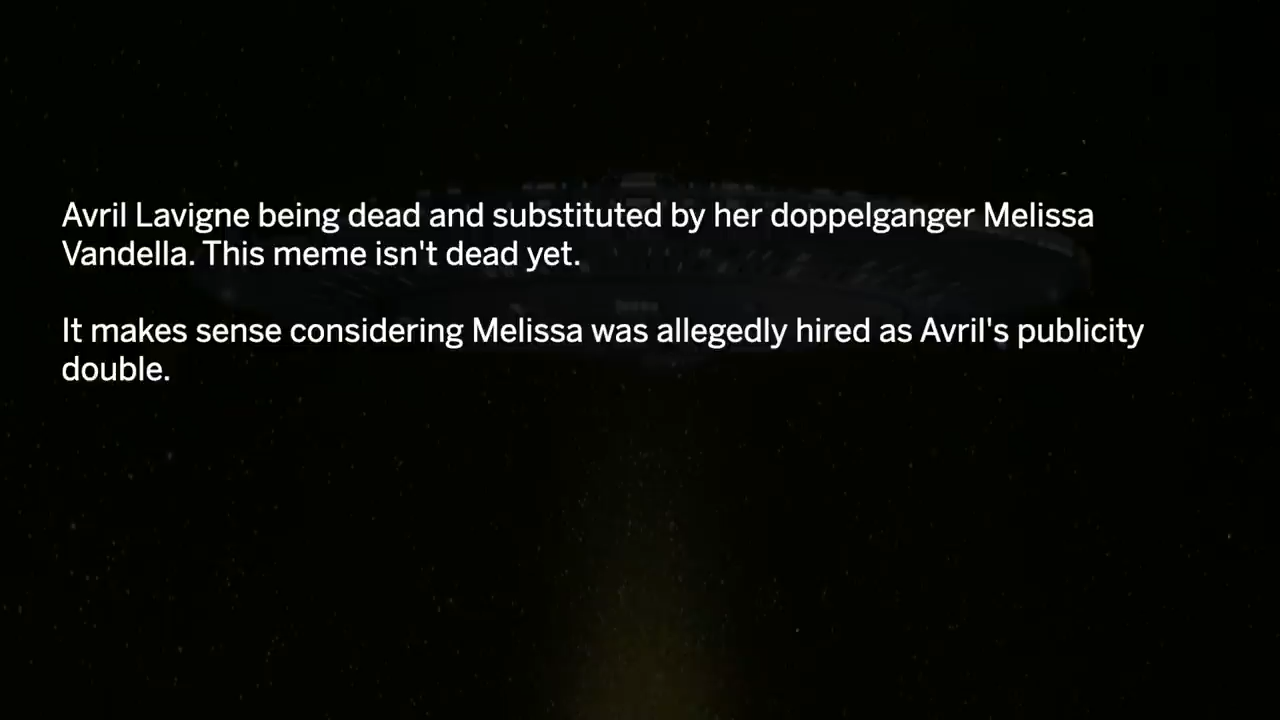 Avril Lavigne being dead and substituted by her doppelganger Melissa
Vandella. This meme isn't dead yet.
It makes sense considering Melissa was allegedly hired as Avril's publicity
double.